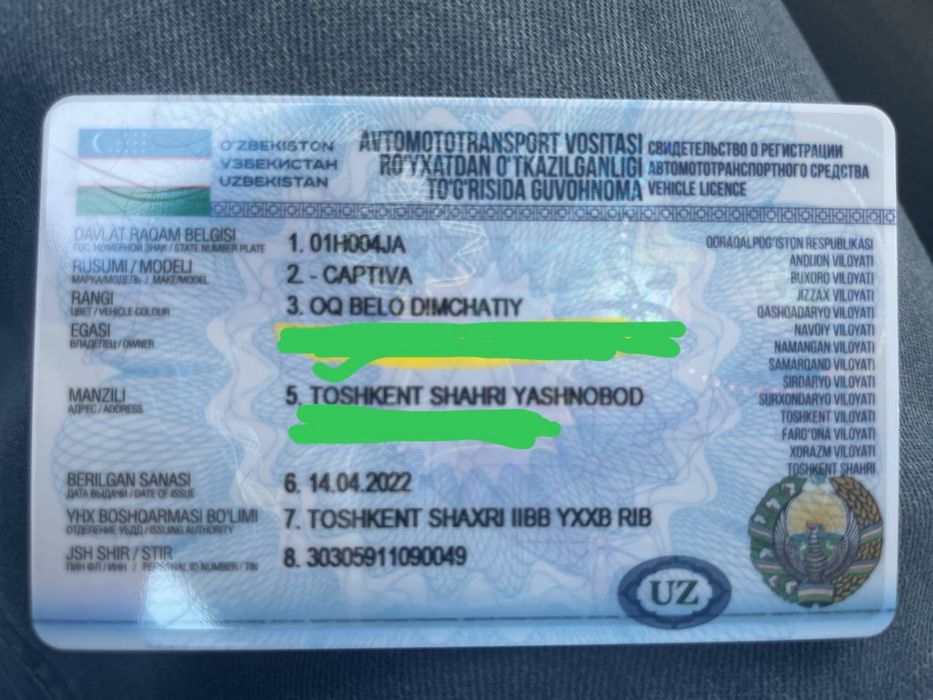 O'ZBEKISTON
УЗБЕКИСТАН
UZBEKISTAN
AVTOMOTOTRANSPORT VOSITASI
RO'YXATDAN O'TKAZILGANLIGI
TO'G'RISIDA GUVOHNOMA
СВИДЕТЕЛЬСТВО О РЕГИСТРАЦИИ
АВТОМОТОТРАНСПОРТНОГО СРЕДСТВА
VEHICLE LICENCE
DAVLAT RAQAM BELGISI
ГОС. НОМЕРНОЙ ЗНАК / STATE NUMBER PLATE
1. 01H004JA
RUSUMI / MODELI
МАРКА/МОДЕЛЬ / MAKE/MODEL
2. - CAPTIVA
RANGI
ЦВЕТ / VEHICLE COLOUR
3. OQ BELO DIMCHATIY
EGASI
ВЛАДЕЛЕЦ / OWNER
MANZILI
АДРЕС / ADDRESS
5. TOSHKENT SHAHRI YASHNOBOD
BERILGAN SANASI
ДАТА ВЫДАЧИ / DATE OF ISSUE
6. 14.04.2022
YHX BOSHQARMASI BO'LIMI
ОТДЕЛЕНИЕ УБДД / ISSUING AUTHORITY
7. TOSHKENT SHAXRI IIBB YXXB RIB
JSH SHIR / STIR
ПИНФЛ / ИНН / PERSONAL ID NUMBER / TIN
8. 30305911090049
QORAQALPOG'ISTON RESPUBLIKASI
ANDIJON VILOYATI
BUXORO VILOYATI
JIZZAX VILOYATI
QASHQADARYO VILOYATI
NAVOIY VILOYATI
NAMANGAN VILOYATI
SAMARQAND VILOYATI
SIRDARYO VILOYATI
SURXONDARYO VILOYATI
TOSHKENT VILOYATI
FARG'ONA VILOYATI
XORAZM VILOYATI
TOSHKENT SHAHRI
UZ